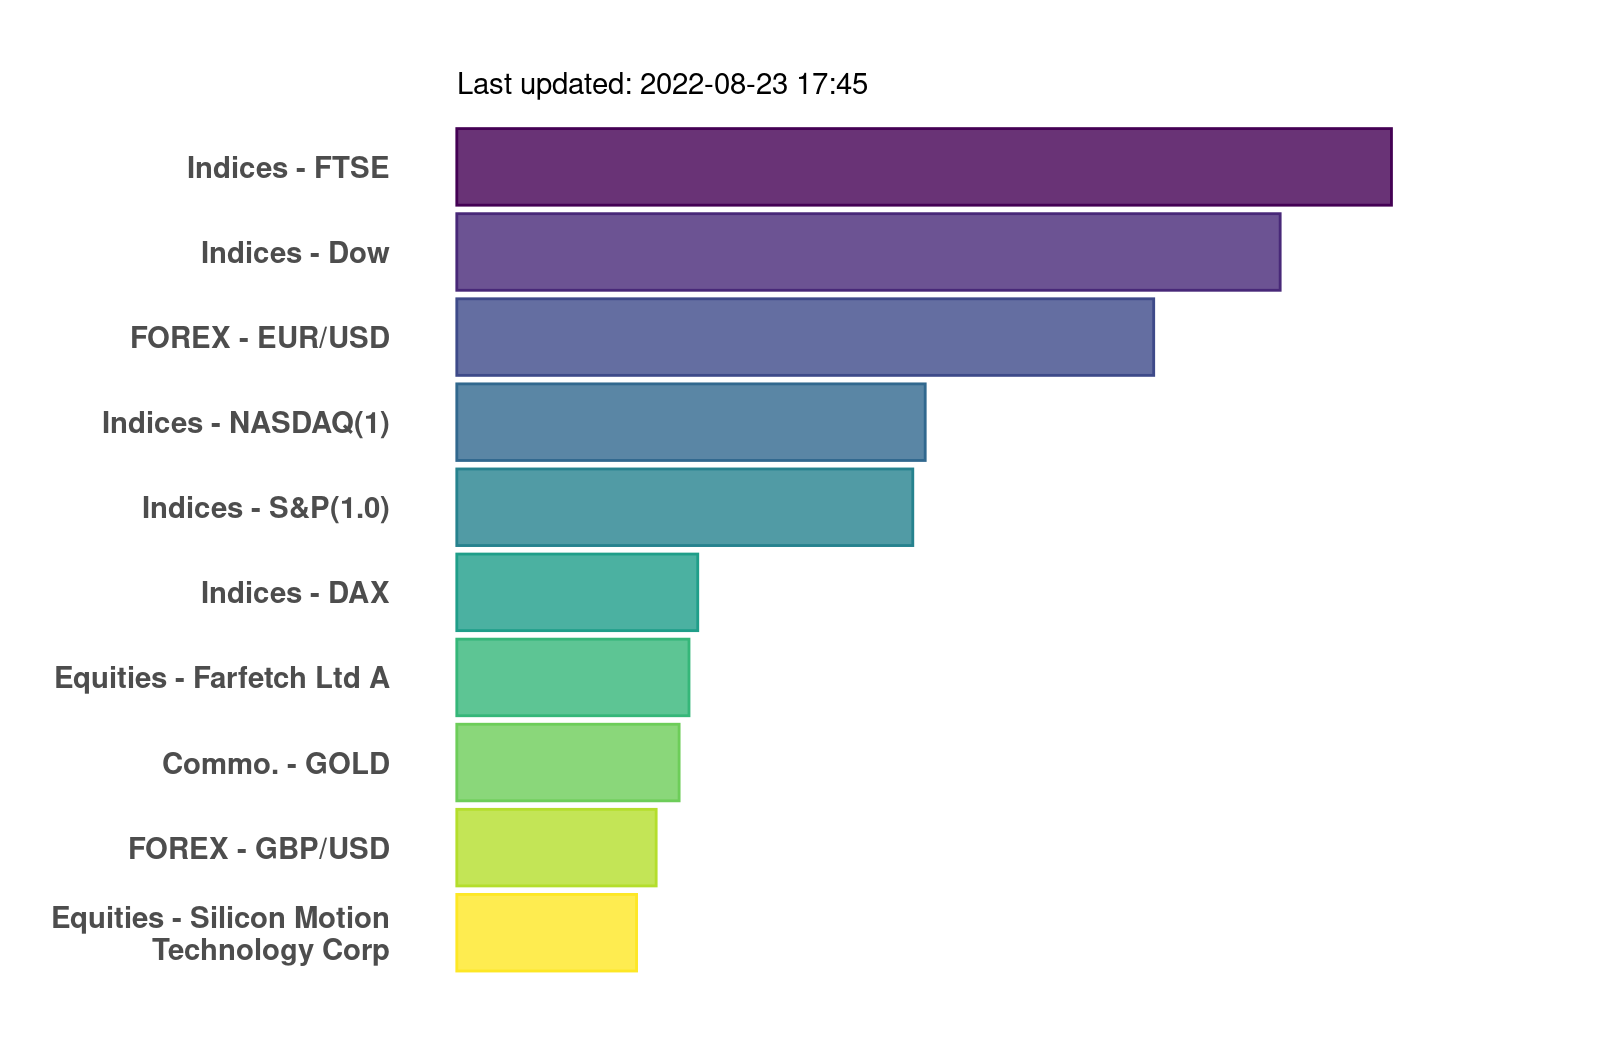 Last updated: 2022-08-23 17:45
Indices - FTSE
Indices - Dow
FOREX - EUR/USD
Indices - NASDAQ(1)
Indices - S&P(1.0)
Indices - DAX
Equities - Farfetch Ltd A
Commo. - GOLD
FOREX - GBP/USD
Equities - Silicon Motion
Technology Corp